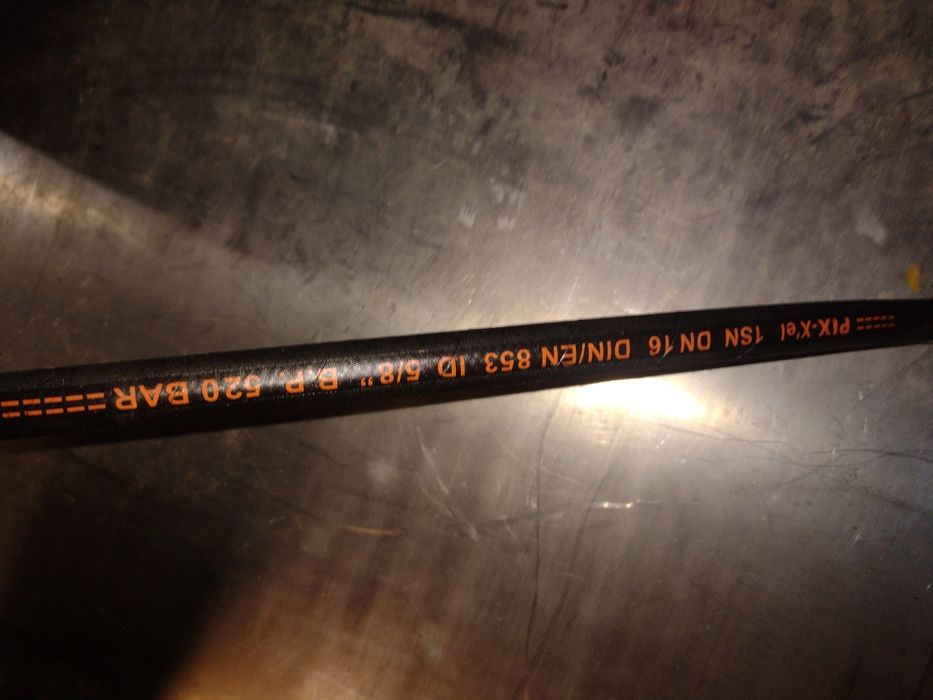 ===== PIX-X'el 1SN DN 16 DIN/EN 853 ID 5/8" B.P. 520 BAR =====